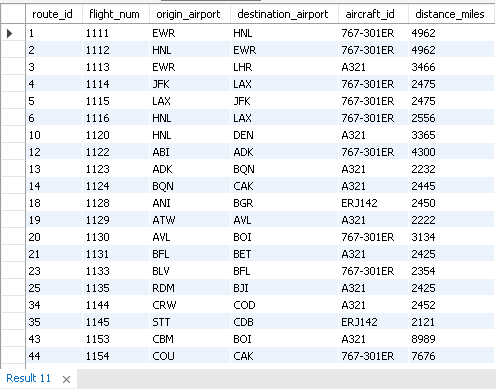 route_id flight_num origin_airport destination_airport aircraft_id distance_miles
1 1111 EWR HNL 767-301ER 4962
2 1112 HNL EWR 767-301ER 4962
3 1113 EWR LHR A321 3466
4 1114 JFK LAX 767-301ER 2475
5 1115 LAX JFK 767-301ER 2475
6 1116 HNL LAX 767-301ER 2556
10 1120 HNL DEN A321 3365
12 1122 ABI ADK 767-301ER 4300
13 1123 ADK BQN A321 2232
14 1124 BQN CAK A321 2445
18 1128 ANI BGR ERJ142 2450
19 1129 ATW AVL A321 2222
20 1130 AVL BOI 767-301ER 3134
21 1131 BFL BET A321 2425
23 1133 BLV BFL 767-301ER 2354
25 1135 RDM BJI A321 2425
34 1144 CRW COD A321 2452
35 1145 STT CDB ERJ142 2121
43 1153 CBM BOI A321 8989
44 1154 COU CAK 767-301ER 7676
Result 11